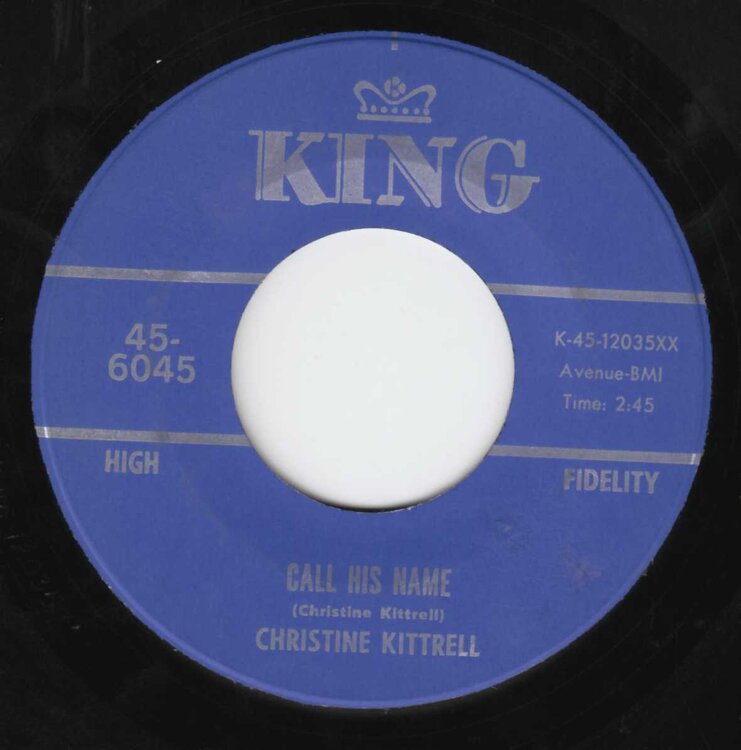 KING
45-
6045
K-45-12035XX
Avenue-BMI
Time: 2:45
HIGH
FIDELITY
CALL HIS NAME
(Christine Kittrell)
CHRISTINE KITTRELL